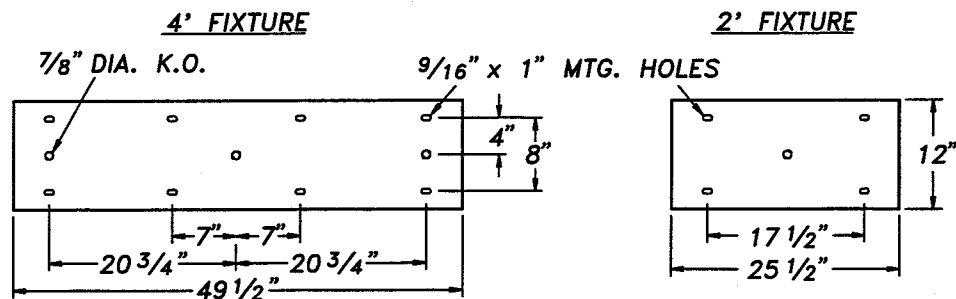 4' FIXTURE
2' FIXTURE
7/8" DIA. K.O.
9/16" x 1" MTG. HOLES
4"
8"
12"
7"
7"
17 1/2"
20 3/4"
20 3/4"
25 1/2"
49 1/2"